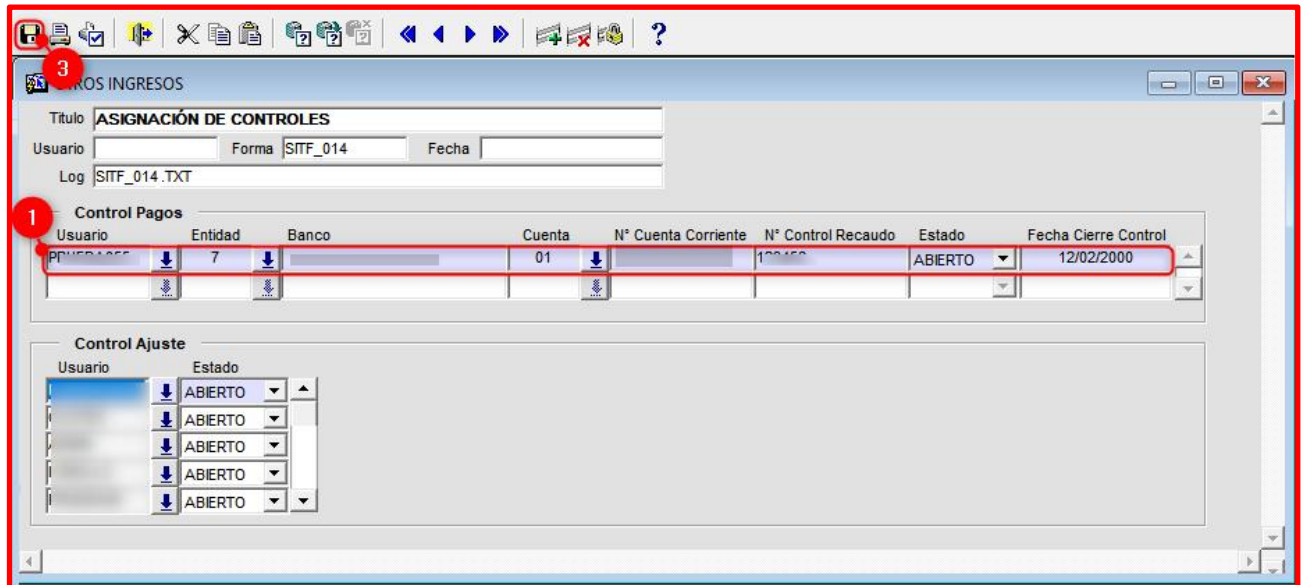 3
OTROS INGRESOS
Titulo ASIGNACIÓN DE CONTROLES
Usuario Forma SITF_014 Fecha
Log SITF_014.TXT
1
Control Pagos
Usuario Entidad Banco Cuenta N° Cuenta Corriente N° Control Recaudo Estado Fecha Cierre Control
7 01 ABIERTO 12/02/2000
Control Ajuste
Usuario Estado
ABIERTO
ABIERTO
ABIERTO
ABIERTO
ABIERTO